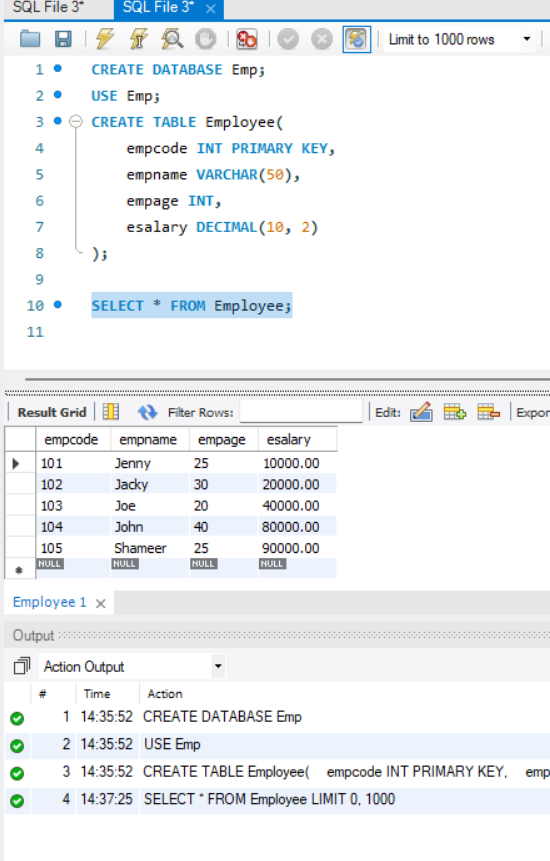 SQL File 3* SQL File 3* ×
Limit to 1000 rows
1 CREATE DATABASE Emp;
2 USE Emp;
3 CREATE TABLE Employee(
4 empcode INT PRIMARY KEY,
5 empname VARCHAR(50),
6 empage INT,
7 esalary DECIMAL(10, 2)
8 );
9
10 SELECT * FROM Employee;
11
Result Grid Filter Rows: Edit: Expor
empcode empname empage esalary
101 Jenny 25 10000.00
102 Jacky 30 20000.00
103 Joe 20 40000.00
104 John 40 80000.00
105 Shameer 25 90000.00
NULL NULL NULL NULL
Employee 1 ×
Output
Action Output
# Time Action
1 14:35:52 CREATE DATABASE Emp
2 14:35:52 USE Emp
3 14:35:52 CREATE TABLE Employee( empcode INT PRIMARY KEY, emp
4 14:37:25 SELECT * FROM Employee LIMIT 0, 1000